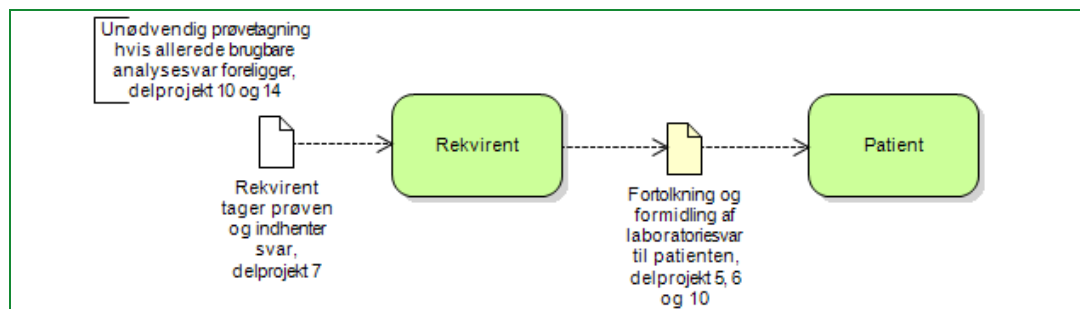 Unødvendig prøvetagning
hvis allerede brugbare
analysesvar foreligger,
delprojekt 10 og 14
Rekvirent
tager prøven
og indhenter
svar,
delprojekt 7
Rekvirent
Fortolkning og
formidling af
laboratoriesvar
til patienten,
delprojekt 5, 6
og 10
Patient